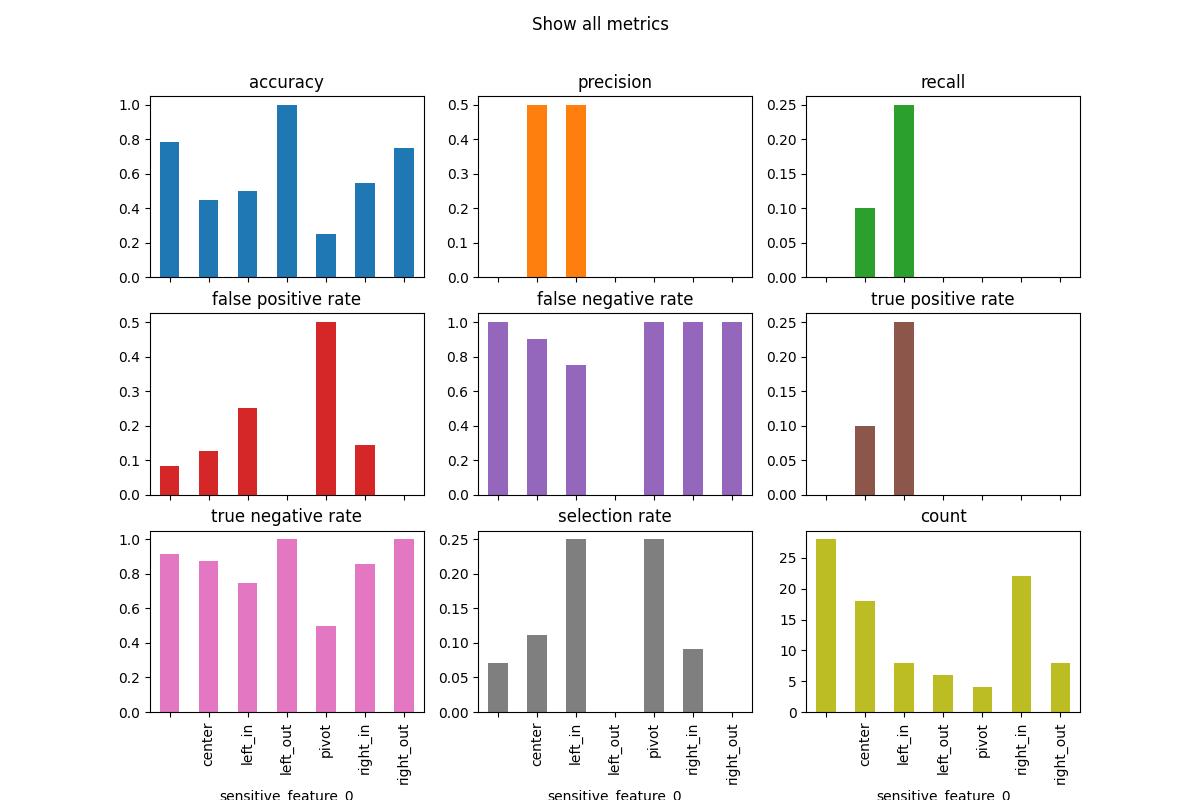 Show all metrics
accuracy
precision
recall
1.0
0.8
0.6
0.4
0.2
0.0
0.5
0.4
0.3
0.2
0.1
0.0
0.25
0.20
0.15
0.10
0.05
0.00
false positive rate
false negative rate
true positive rate
0.5
0.4
0.3
0.2
0.1
0.0
1.0
0.8
0.6
0.4
0.2
0.0
0.25
0.20
0.15
0.10
0.05
0.00
true negative rate
selection rate
count
1.0
0.8
0.6
0.4
0.2
0.0
0.25
0.20
0.15
0.10
0.05
0.00
25
20
15
10
5
0
center
left_in
left_out
pivot
right_in
right_out
center
left_in
left_out
pivot
right_in
right_out
center
left_in
left_out
pivot
right_in
right_out
sensitive_feature_0
sensitive_feature_0
sensitive_feature_0